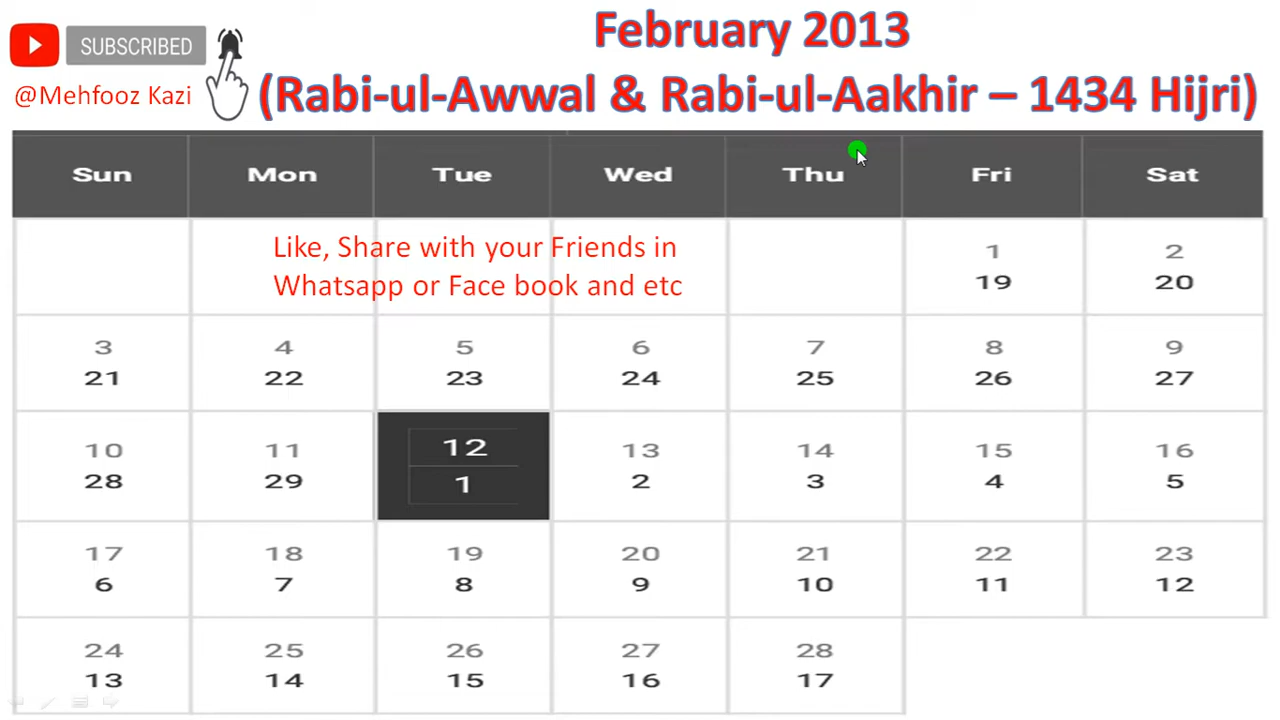 February 2013
SUBSCRIBED
@Mehfooz Kazi
(Rabi-ul-Awwal & Rabi-ul-Aakhir – 1434 Hijri)
Sun Mon Tue Wed Thu Fri Sat
Like, Share with your Friends in
Whatsapp or Face book and etc
1 2
19 20
3 4 5 6 7 8 9
21 22 23 24 25 26 27
10 11 12 13 14 15 16
28 29 1 2 3 4 5
17 18 19 20 21 22 23
6 7 8 9 10 11 12
24 25 26 27 28
13 14 15 16 17